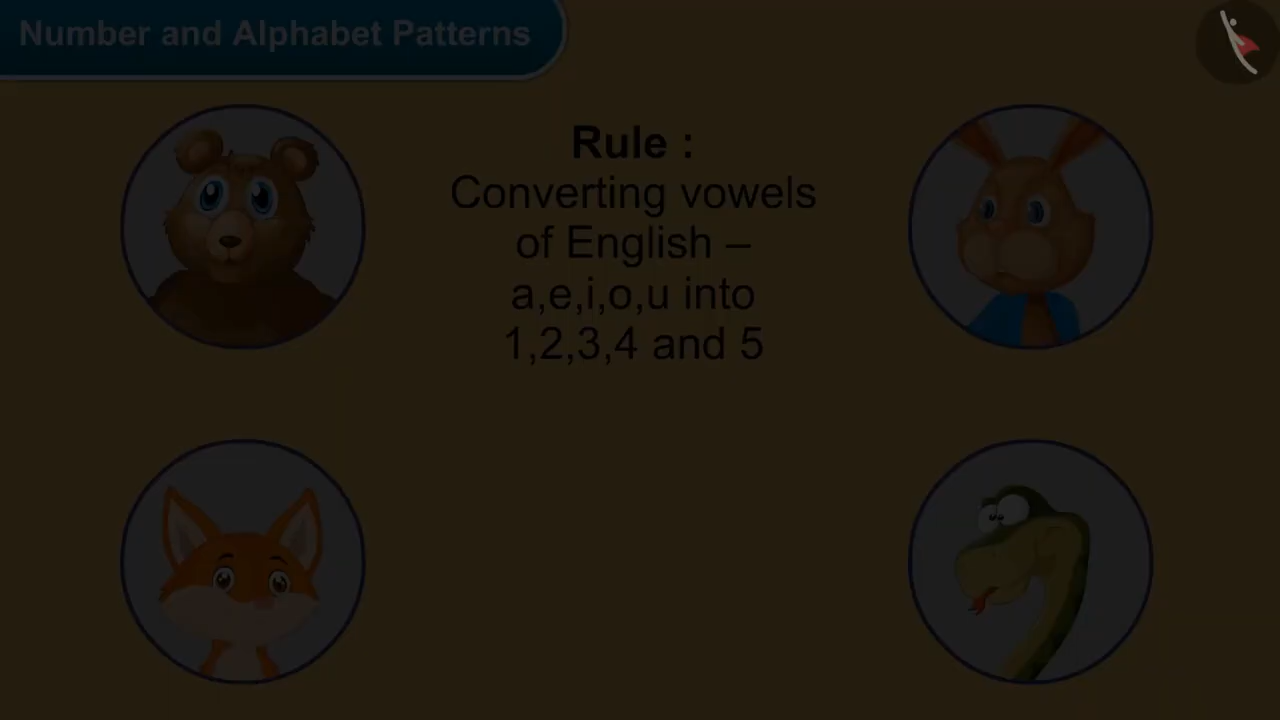 Number and Alphabet Patterns
Rule :
Converting vowels
of English –
a,e,i,o,u into
1,2,3,4 and 5